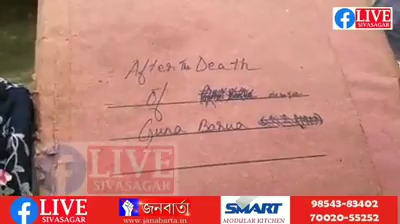 LIVE
SIVASAGAR
After The Death
Of
Guna Barua
LIVE
SIVASAGAR
LIVE
SIVASAGAR
জনবাৰ্তা
www.janabarta.in
SMART
MODULAR KITCHEN
98543-83402
70020-55252